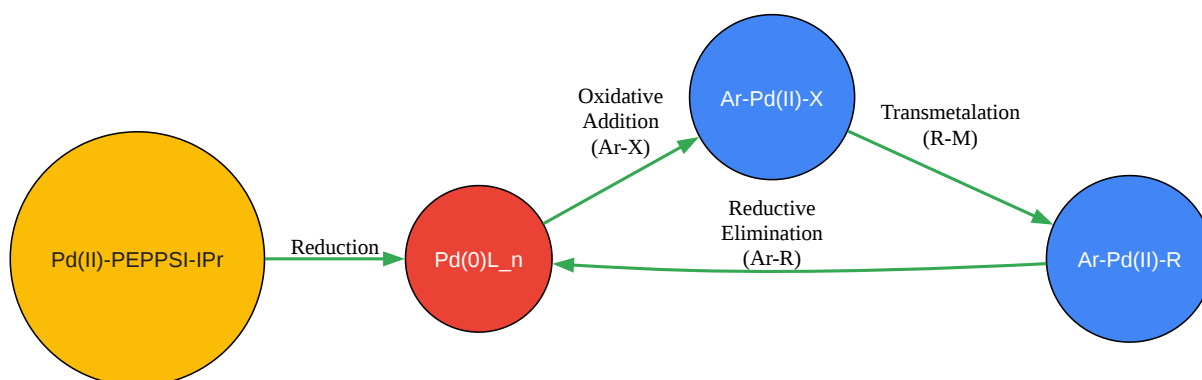 Pd(II)-PEPPSI-IPr
Reduction
Pd(0)L_n
Oxidative
Addition
(Ar-X)
Ar-Pd(II)-X
Transmetalation
(R-M)
Ar-Pd(II)-R
Reductive
Elimination
(Ar-R)